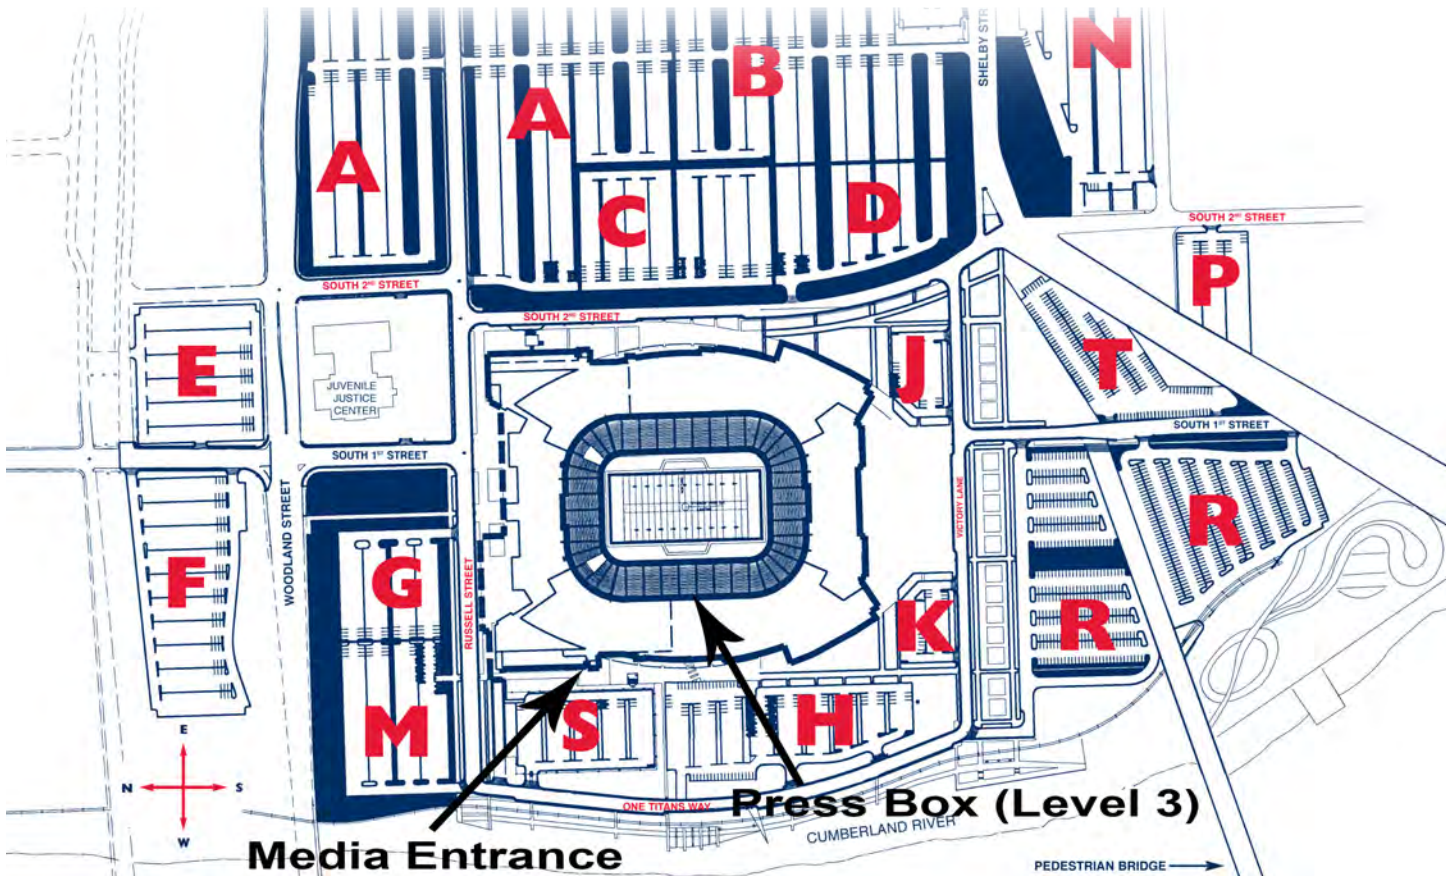 N
SHELBY STR
B
A
A
C
D
SOUTH 2ND STREET
P
SOUTH 2ND STREET
SOUTH 2ND STREET
E
JUVENILE
JUSTICE
CENTER
J
T
SOUTH 1ST STREET
SOUTH 1ST STREET
WOODLAND STREET
VICTORY LANE
R
F
G
RUSSELL STREET
K
R
M
S
H
E
N
S
W
ONE TITANS WAY
Press Box (Level 3)
CUMBERLAND RIVER
Media Entrance
PEDESTRIAN BRIDGE